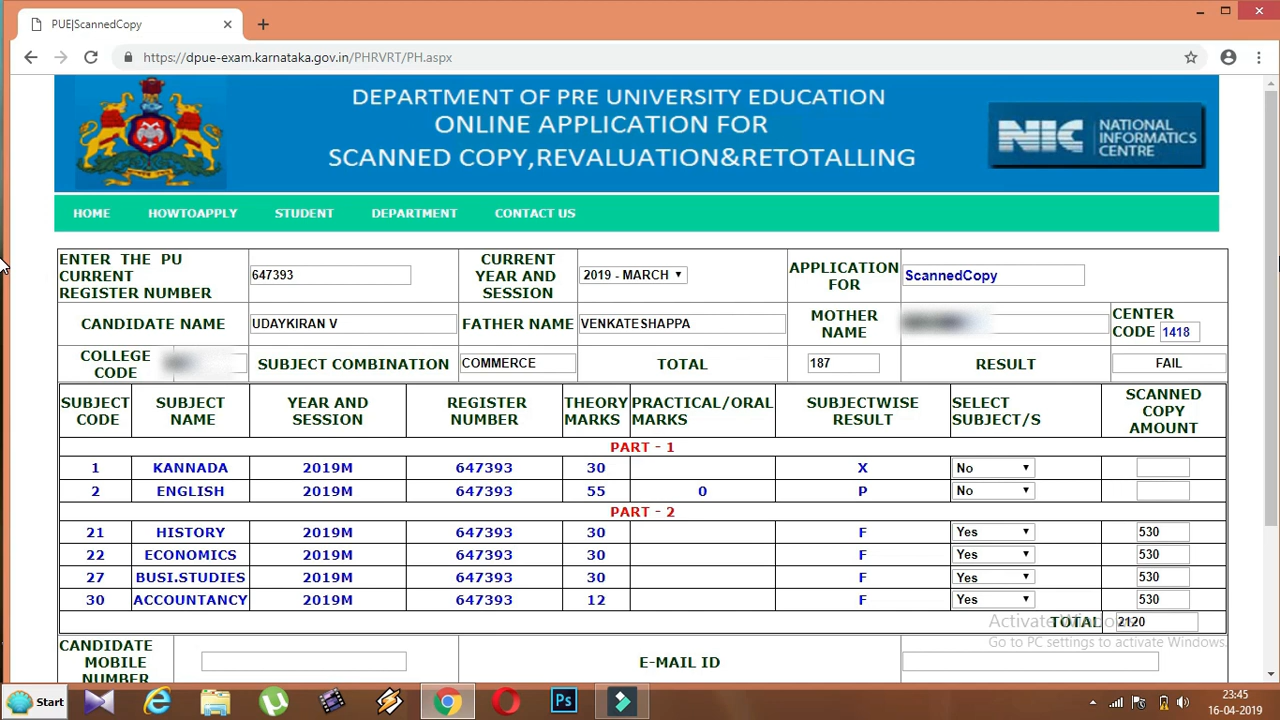 PUE|ScannedCopy
https://dpue-exam.karnataka.gov.in/PHRVRT/PH.aspx
DEPARTMENT OF PRE UNIVERSITY EDUCATION
ONLINE APPLICATION FOR
SCANNED COPY,REVALUATION&RETOTALLING
NIC NATIONAL INFORMATICS CENTRE
HOME HOWTOAPPLY STUDENT DEPARTMENT CONTACT US
ENTER THE PU CURRENT REGISTER NUMBER 647393 CURRENT YEAR AND SESSION 2019 - MARCH APPLICATION FOR ScannedCopy
CANDIDATE NAME UDAYKIRAN V FATHER NAME VENKATESHAPPA MOTHER NAME CENTER CODE 1418
COLLEGE CODE SUBJECT COMBINATION COMMERCE TOTAL 187 RESULT FAIL
SUBJECT CODE SUBJECT NAME YEAR AND SESSION REGISTER NUMBER THEORY MARKS PRACTICAL/ORAL MARKS SUBJECTWISE RESULT SELECT SUBJECT/S SCANNED COPY AMOUNT
PART - 1
1 KANNADA 2019M 647393 30 X No
2 ENGLISH 2019M 647393 55 0 P No
PART - 2
21 HISTORY 2019M 647393 30 F Yes 530
22 ECONOMICS 2019M 647393 30 F Yes 530
27 BUSI.STUDIES 2019M 647393 30 F Yes 530
30 ACCOUNTANCY 2019M 647393 12 F Yes 530
TOTAL 2120
Activate Windows
Go to PC settings to activate Windows.
CANDIDATE MOBILE NUMBER E-MAIL ID
Start Ps 23:45
16-04-2019